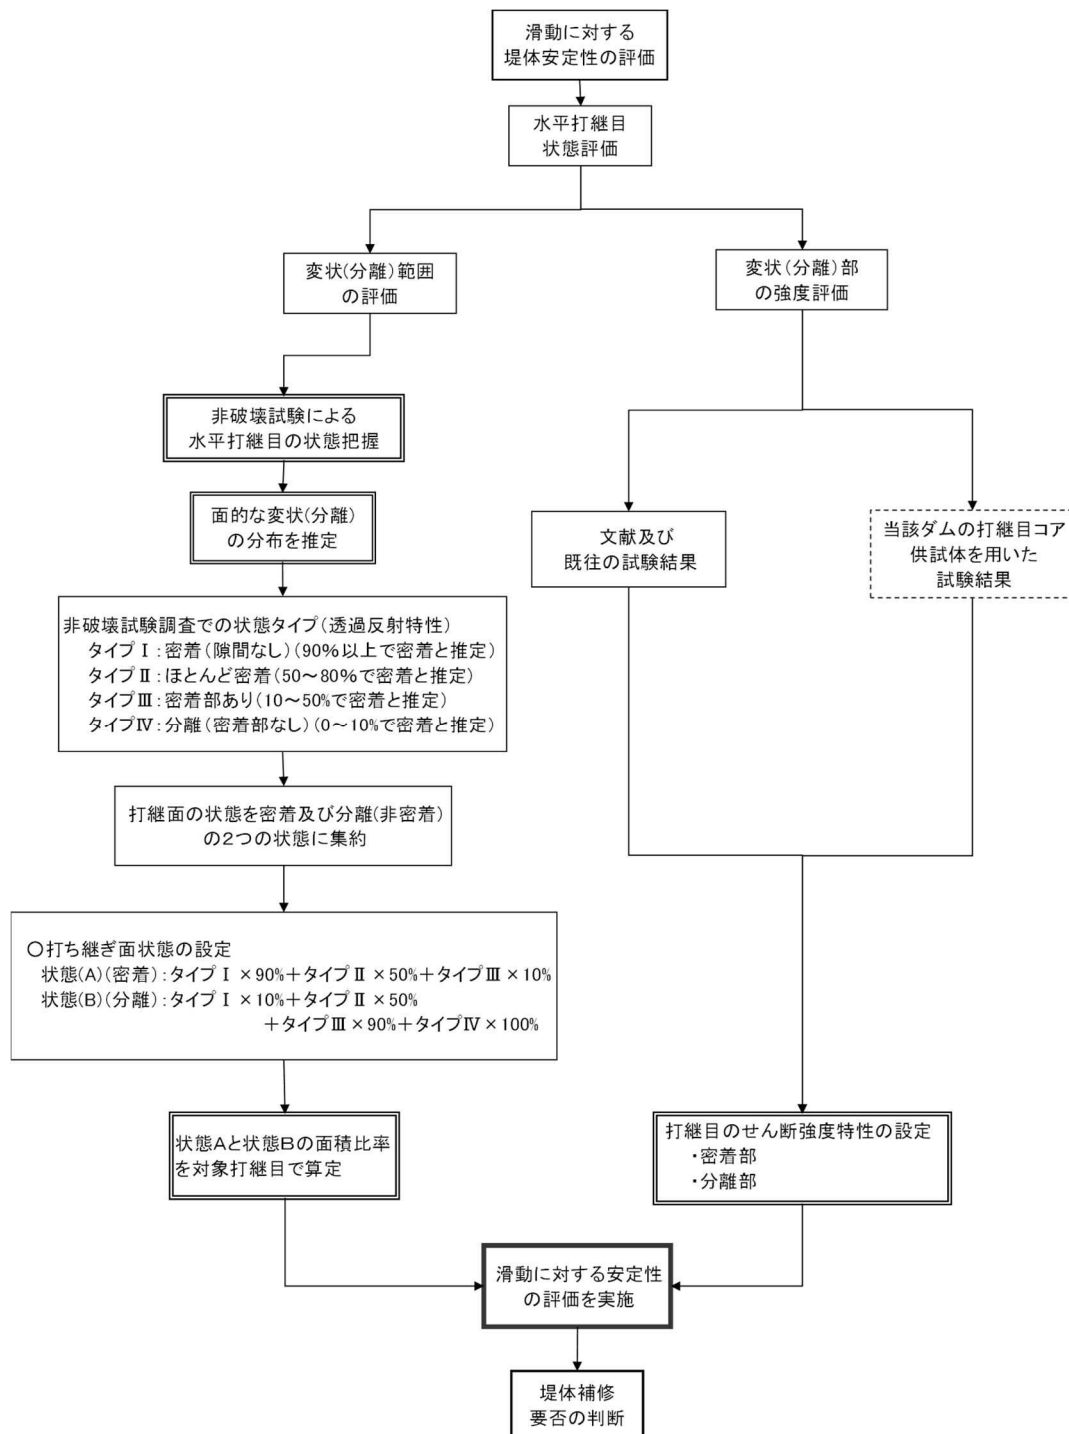 滑動に対する
堤体安定性の評価
水平打継目
状態評価
変状(分離)範囲
の評価
変状(分離)部
の強度評価
非破壊試験による
水平打継目の状態把握
面的な変状(分離)
の分布を推定
文献及び
既往の試験結果
当該ダムの打継目コア
供試体を用いた
試験結果
非破壊試験調査での状態タイプ(透過反射特性)
タイプⅠ:密着(隙間なし)(90%以上で密着と推定)
タイプⅡ:ほとんど密着(50~80%で密着と推定)
タイプⅢ:密着部あり(10~50%で密着と推定)
タイプⅣ:分離(密着部なし)(0~10%で密着と推定)
打継面の状態を密着及び分離(非密着)
の2つの状態に集約
○打ち継ぎ面状態の設定
状態(A)(密着):タイプⅠ×90%+タイプⅡ×50%+タイプⅢ×10%
状態(B)(分離):タイプⅠ×10%+タイプⅡ×50%
+タイプⅢ×90%+タイプⅣ×100%
状態Aと状態Bの面積比率
を対象打継目で算定
打継目のせん断強度特性の設定
・密着部
・分離部
滑動に対する安定性
の評価を実施
堤体補修
要否の判断